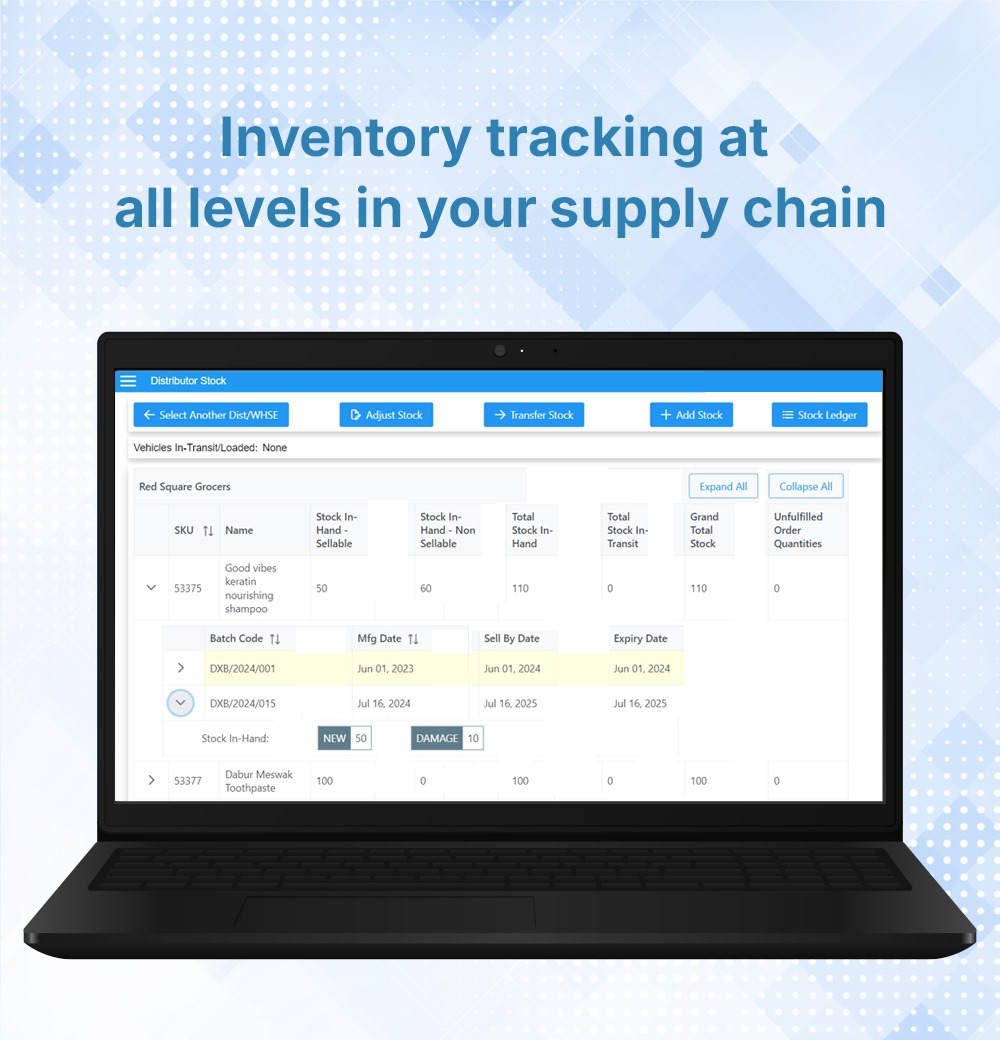 Inventory tracking at
all levels in your supply chain
Distributor Stock
Select Another Dist/WHSE Adjust Stock Transfer Stock Add Stock Stock Ledger
Vehicles In-Transit/Loaded: None
Red Square Grocers Expand All Collapse All
SKU Name Stock In-Hand - Sellable Stock In-Hand - Non Sellable Total Stock In-Hand Total Stock In-Transit Grand Total Stock Unfulfilled Order Quantities
53375 Good vibes keratin nourishing shampoo 50 60 110 0 110 0
Batch Code Mfg Date Sell By Date Expiry Date
DXB/2024/001 Jun 01, 2023 Jun 01, 2024 Jun 01, 2024
DXB/2024/015 Jul 16, 2024 Jul 16, 2025 Jul 16, 2025
Stock In-Hand: NEW 50 DAMAGE 10
53377 Dabur Meswak Toothpaste 100 0 100 0 100 0